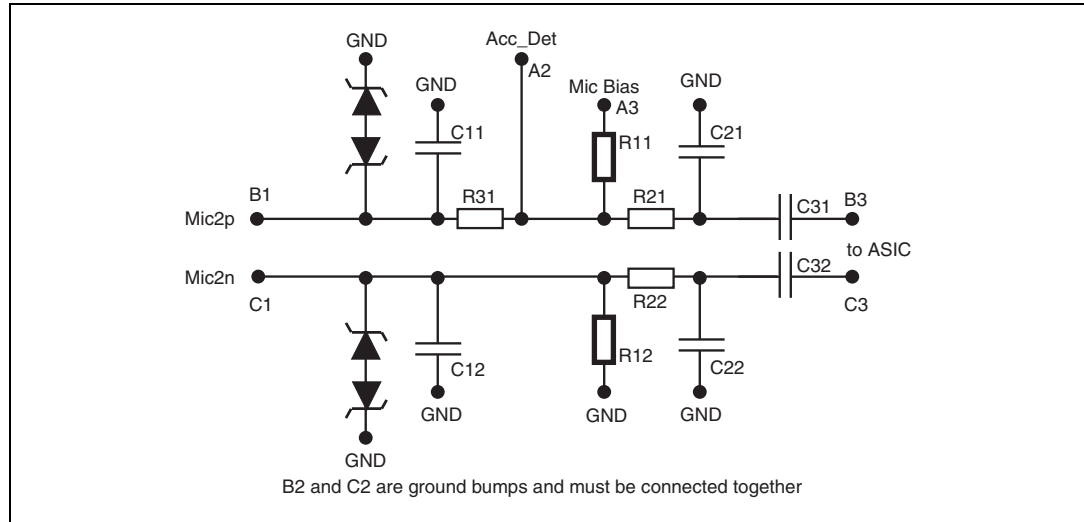 GND
Acc_Det
A2
GND
Mic Bias
A3
GND
C11
R11
C21
B1
R31
R21
C31
B3
Mic2p
to ASIC
Mic2n
C32
C1
R22
C3
C12
R12
C22
GND
GND
GND
GND
B2 and C2 are ground bumps and must be connected together